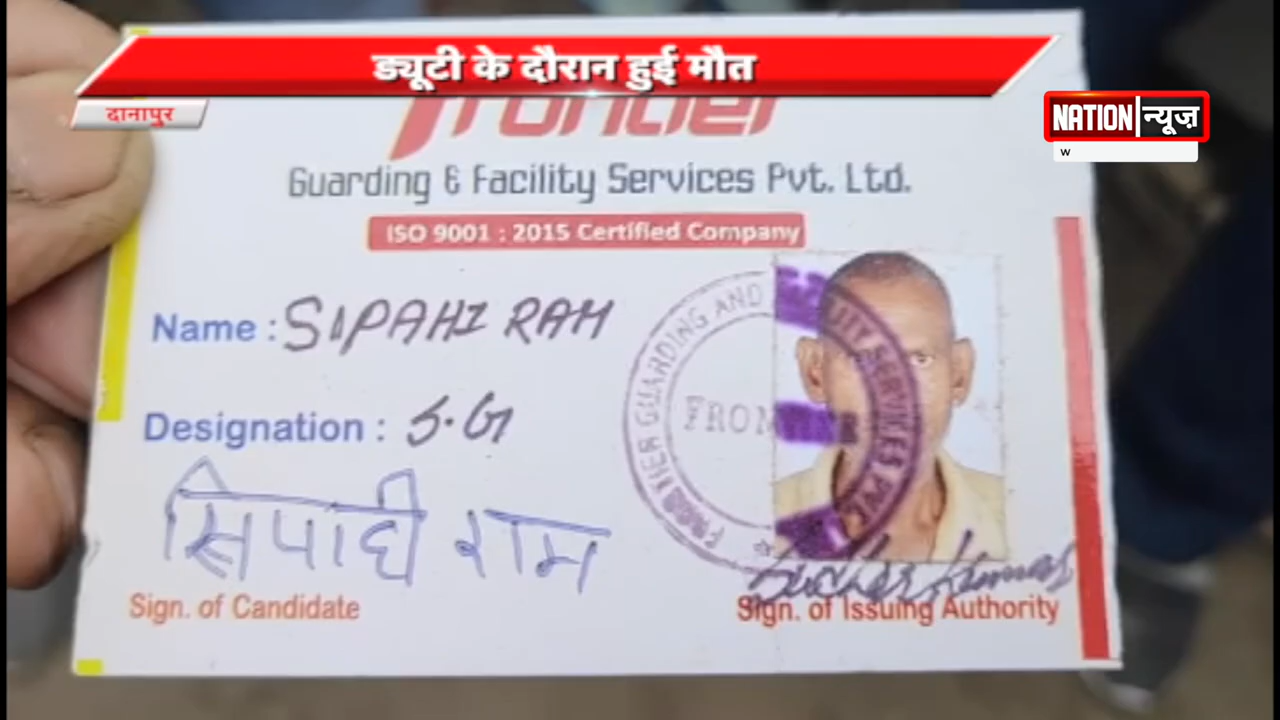 ड्यूटी के दौरान हुई मौत
दानापुर
NATION न्यूज़
w
Frontier
Guarding & Facility Services Pvt. Ltd.
ISO 9001 : 2015 Certified Company
Name : SIPAHI RAM
Designation : S.G
सिपाही राम
Sign. of Candidate
Sign. of Issuing Authority